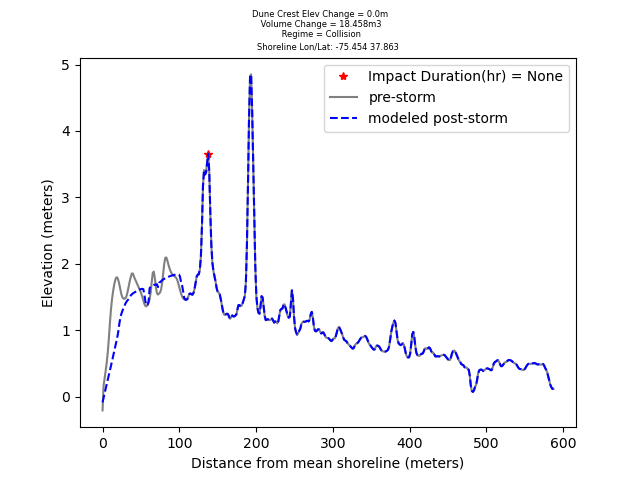 Dune Crest Elev Change = 0.0m
Volume Change = 18.458m3
Regime = Collision
Shoreline Lon/Lat: -75.454 37.863
Impact Duration(hr) = None
pre-storm
modeled post-storm
5
4
3
2
1
0
Elevation (meters)
0 100 200 300 400 500 600
Distance from mean shoreline (meters)